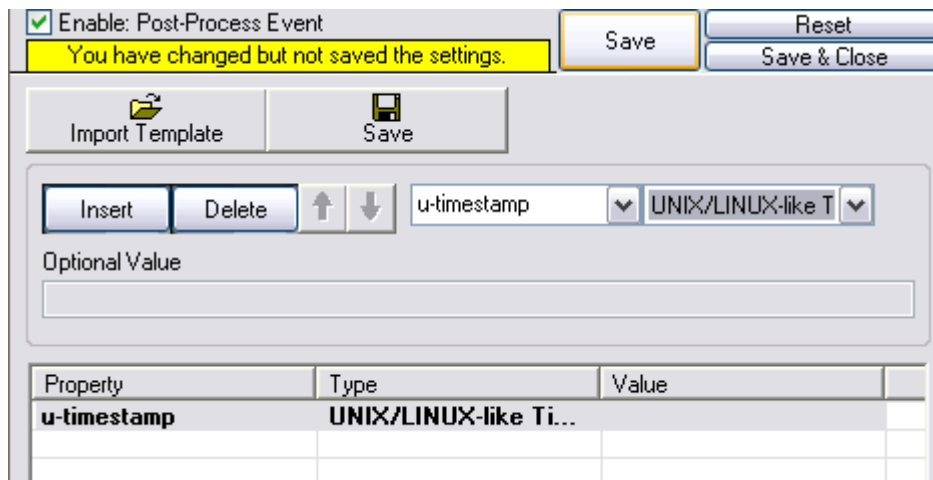 Enable: Post-Process Event
You have changed but not saved the settings.
Save
Reset
Save & Close
Import Template
Save
Insert
Delete
u-timestamp
UNIX/LINUX-like T
Optional Value
Property Type Value
u-timestamp UNIX/LINUX-like Ti...